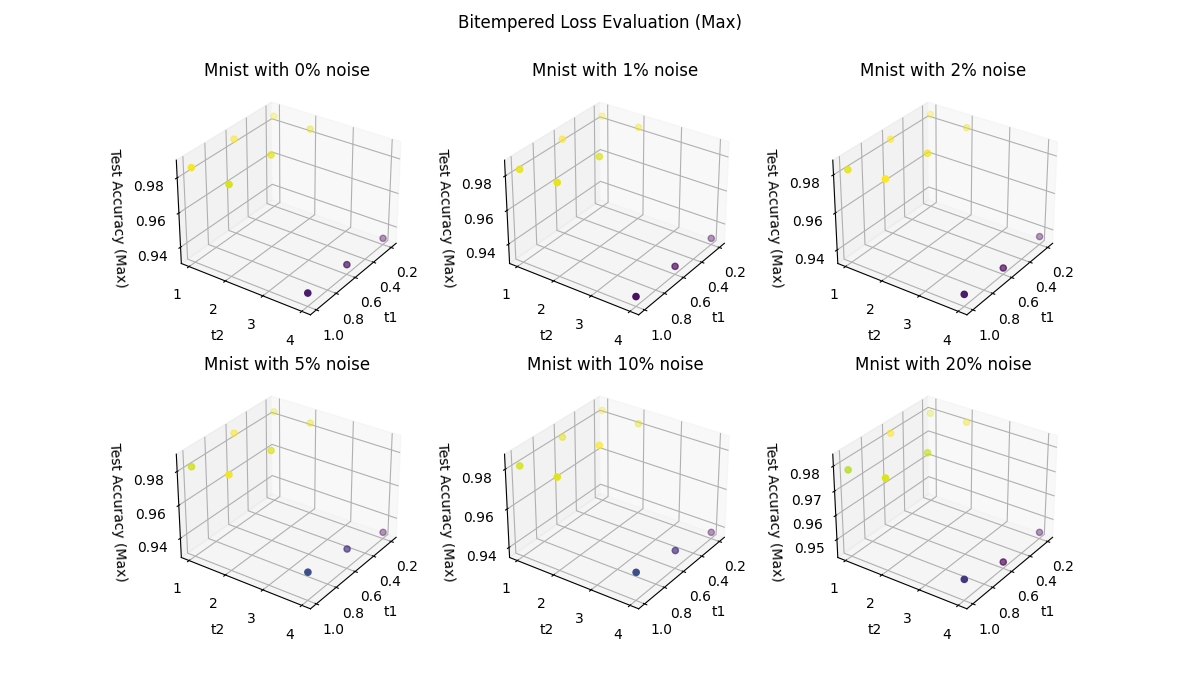 Bitempered Loss Evaluation (Max)
Mnist with 0% noise
Test Accuracy (Max)
0.98
0.96
0.94
1
2
3
4
t2
0.2
0.4
0.6
0.8
1.0
t1
Mnist with 1% noise
Test Accuracy (Max)
0.98
0.96
0.94
1
2
3
4
t2
0.2
0.4
0.6
0.8
1.0
t1
Mnist with 2% noise
Test Accuracy (Max)
0.98
0.96
0.94
1
2
3
4
t2
0.2
0.4
0.6
0.8
1.0
t1
Mnist with 5% noise
Test Accuracy (Max)
0.98
0.96
0.94
1
2
3
4
t2
0.2
0.4
0.6
0.8
1.0
t1
Mnist with 10% noise
Test Accuracy (Max)
0.98
0.96
0.94
1
2
3
4
t2
0.2
0.4
0.6
0.8
1.0
t1
Mnist with 20% noise
Test Accuracy (Max)
0.98
0.97
0.96
0.95
1
2
3
4
t2
0.2
0.4
0.6
0.8
1.0
t1